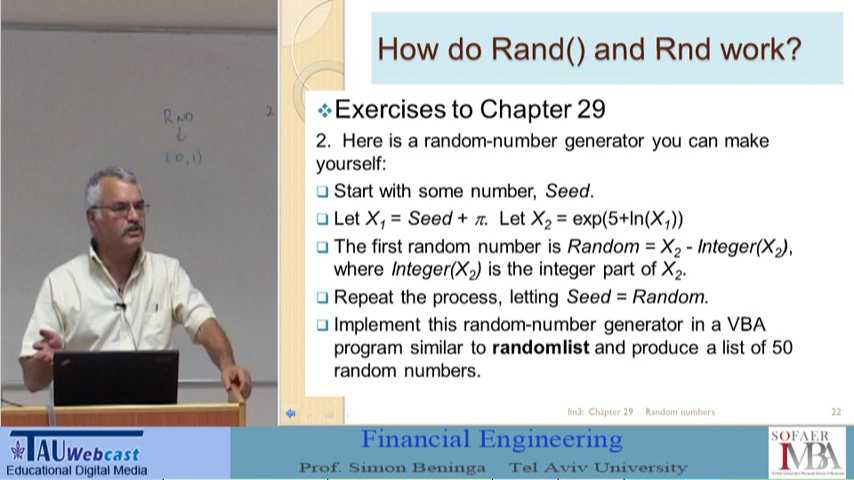 RND
↓
(0,1)
2
How do Rand() and Rnd work?
❖Exercises to Chapter 29
2. Here is a random-number generator you can make
yourself:
❑ Start with some number, Seed.
❑ Let X₁ = Seed + π. Let X₂ = exp(5+ln(X₁))
❑ The first random number is Random = X₂ - Integer(X₂),
where Integer(X₂) is the integer part of X₂.
❑ Repeat the process, letting Seed = Random.
❑ Implement this random-number generator in a VBA
program similar to randomlist and produce a list of 50
random numbers.
fm3: Chapter 29 Random numbers
22
TAU Webcast
Educational Digital Media
Financial Engineering
Prof. Simon Beninga Tel Aviv University
SOFAER
IMBA